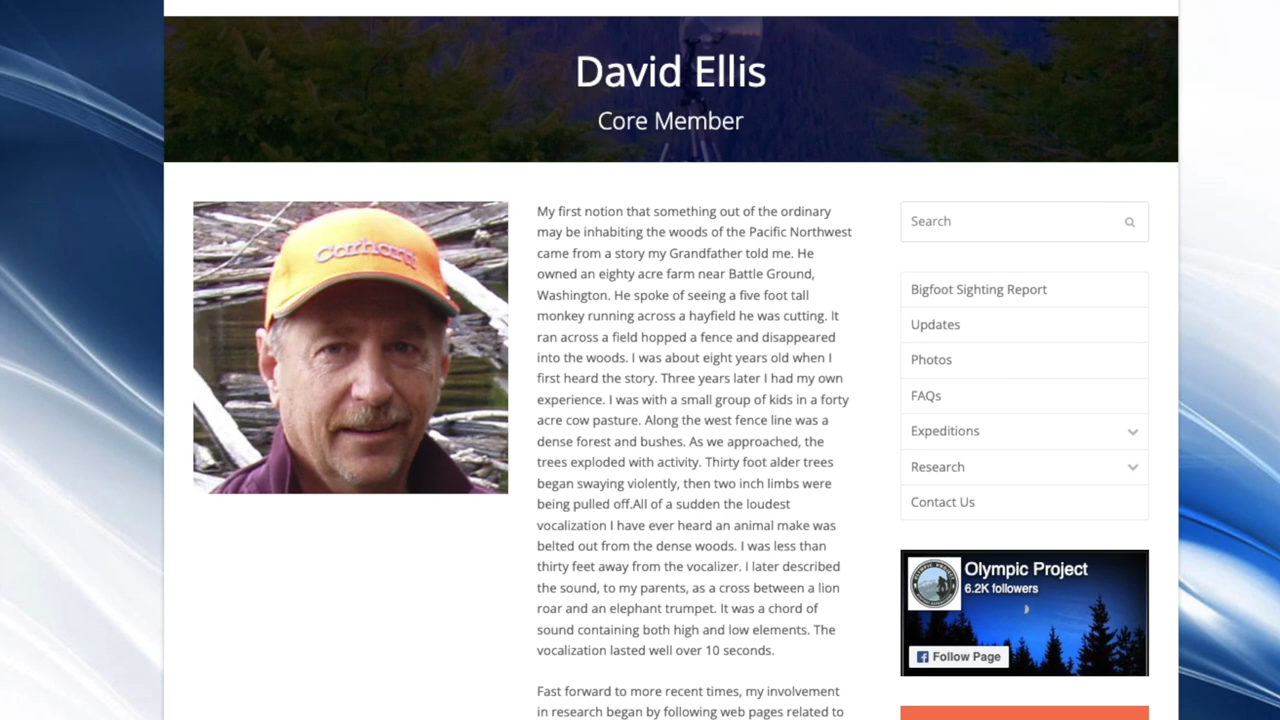 David Ellis
Core Member
Carhartt
My first notion that something out of the ordinary
may be inhabiting the woods of the Pacific Northwest
came from a story my Grandfather told me. He
owned an eighty acre farm near Battle Ground,
Washington. He spoke of seeing a five foot tall
monkey running across a hayfield he was cutting. It
ran across a field hopped a fence and disappeared
into the woods. I was about eight years old when I
first heard the story. Three years later I had my own
experience. I was with a small group of kids in a forty
acre cow pasture. Along the west fence line was a
dense forest and bushes. As we approached, the
trees exploded with activity. Thirty foot alder trees
began swaying violently, then two inch limbs were
being pulled off.All of a sudden the loudest
vocalization I have ever heard an animal make was
belted out from the dense woods. I was less than
thirty feet away from the vocalizer. I later described
the sound, to my parents, as a cross between a lion
roar and an elephant trumpet. It was a chord of
sound containing both high and low elements. The
vocalization lasted well over 10 seconds.
Fast forward to more recent times, my involvement
in research began by following web pages related to
Search
Bigfoot Sighting Report
Updates
Photos
FAQs
Expeditions
Research
Contact Us
Olympic Project
6.2K followers
Follow Page